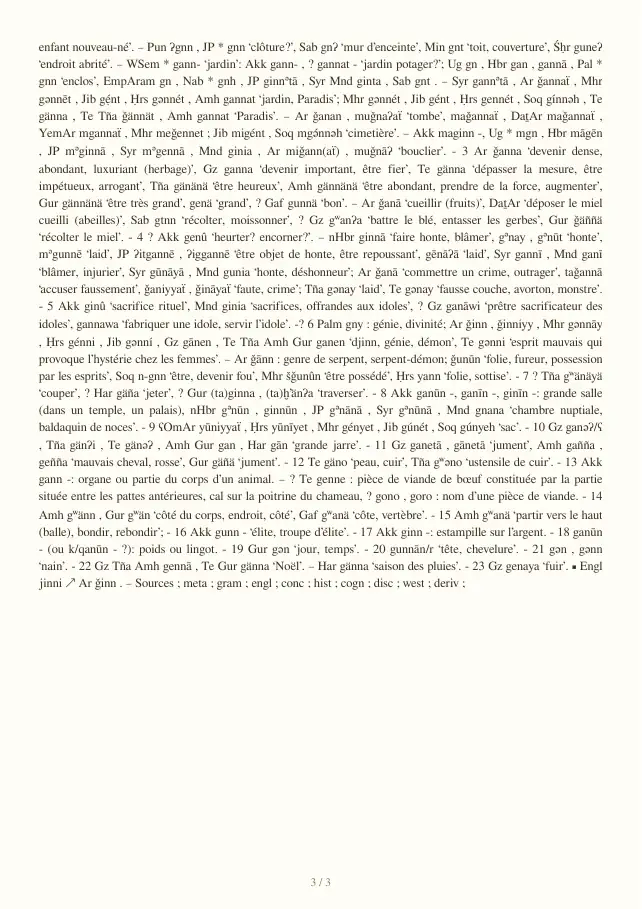 enfant nouveau-né’. – Pun ʔgnn , JP * gnn ‘clôture?’, Sab gnʔ ‘mur d’enceinte’, Min gnt ‘toit, couverture’, Śḥr guneʔ
‘endroit abrité’. – WSem * gann- ‘jardin’: Akk gann- , ? gannat - ‘jardin potager?’; Ug gn , Hbr gan , gannā , Pal *
gnn ‘enclos’, EmpAram gn , Nab * gnh , JP ginnᵊtā , Syr Mnd ginta , Sab gnt . – Syr gannᵊtā , Ar ǧannaẗ , Mhr
gənnēt , Jib gẹ́nt , Ḥrs gənnét , Amh gannat ‘jardin, Paradis’; Mhr gənnét , Jib gént , Ḥrs gennét , Soq gínnəh , Te
gänna , Te Tña ǧännät , Amh gannat ‘Paradis’. – Ar ǧanan , muǧnaʔaẗ ‘tombe’, maǧannaẗ , DaṯAr maǧannaẗ ,
YemAr mgannaẗ , Mhr meǧennet ; Jib migént , Soq mgɔ́nnəh ‘cimetière’. – Akk maginn -, Ug * mgn , Hbr māgēn
, JP mᵊginnā , Syr mᵊgennā , Mnd ginia , Ar miǧann(aẗ) , muǧnāʔ ‘bouclier’. - 3 Ar ǧanna ‘devenir dense,
abondant, luxuriant (herbage)’, Gz ganna ‘devenir important, être fier’, Te gänna ‘dépasser la mesure, être
impétueux, arrogant’, Tña gänänä ‘être heureux’, Amh gännänä ‘être abondant, prendre de la force, augmenter’,
Gur gännänä ‘être très grand’, genä ‘grand’, ? Gaf gunnä ‘bon’. – Ar ǧanā ‘cueillir (fruits)’, DaṯAr ‘déposer le miel
cueilli (abeilles)’, Sab gtnn ‘récolter, moissonner’, ? Gz gʷanʔa ‘battre le blé, entasser les gerbes’, Gur ǧäññä
‘récolter le miel’. - 4 ? Akk genû ‘heurter? encorner?’. – nHbr ginnā ‘faire honte, blâmer’, gᵊnay , gᵊnūt ‘honte’,
mᵊgunnē ‘laid’, JP ʔitgannē , ʔiggannē ‘être objet de honte, être repoussant’, gēnāʔā ‘laid’, Syr gannī , Mnd ganī
‘blâmer, injurier’, Syr gūnāyā , Mnd gunia ‘honte, déshonneur’; Ar ǧanā ‘commettre un crime, outrager’, taǧannā
‘accuser faussement’, ǧaniyyaẗ , ǧināyaẗ ‘faute, crime’; Tña gənay ‘laid’, Te gənay ‘fausse couche, avorton, monstre’.
- 5 Akk ginû ‘sacrifice rituel’, Mnd ginia ‘sacrifices, offrandes aux idoles’, ? Gz ganāwi ‘prêtre sacrificateur des
idoles’, gannawa ‘fabriquer une idole, servir l’idole’. -? 6 Palm gny : génie, divinité; Ar ǧinn , ǧinniyy , Mhr gənnāy
, Ḥrs génni , Jib gənní , Gz gānen , Te Tña Amh Gur ganen ‘djinn, génie, démon’, Te gənni ‘esprit mauvais qui
provoque l’hystérie chez les femmes’. – Ar ǧānn : genre de serpent, serpent-démon; ǧunūn ‘folie, fureur, possession
par les esprits’, Soq n-gnn ‘être, devenir fou’, Mhr šǧunûn ‘être possédé’, Ḥrs yann ‘folie, sottise’. - 7 ? Tña gʷänäyä
‘couper’, ? Har gäña ‘jeter’, ? Gur (ta)ginna , (ta)ḫʷänʔa ‘traverser’. - 8 Akk ganūn -, ganīn -, ginīn -: grande salle
(dans un temple, un palais), nHbr gᵊnūn , ginnūn , JP gᵊnānā , Syr gᵊnūnā , Mnd gnana ‘chambre nuptiale,
baldaquin de noces’. - 9 ʕOmAr yūniyyaẗ , Ḥrs yūnīyet , Mhr gényet , Jib gúnét , Soq gúnyeh ‘sac’. - 10 Gz ganəʔ/ʕ
, Tña gänʔi , Te gänəʔ , Amh Gur gan , Har gän ‘grande jarre’. - 11 Gz ganetā , gānetā ‘jument’, Amh gañña ,
geñña ‘mauvais cheval, rosse’, Gur gäñä ‘jument’. - 12 Te gäno ‘peau, cuir’, Tña gʷəno ‘ustensile de cuir’. - 13 Akk
gann -: organe ou partie du corps d’un animal. – ? Te genne : pièce de viande de bœuf constituée par la partie
située entre les pattes antérieures, cal sur la poitrine du chameau, ? gono , goro : nom d’une pièce de viande. - 14
Amh gʷänn , Gur gʷän ‘côté du corps, endroit, côté’, Gaf gʷanä ‘côte, vertèbre’. - 15 Amh gʷanä ‘partir vers le haut
(balle), bondir, rebondir’; - 16 Akk gunn - ‘élite, troupe d’élite’. - 17 Akk ginn -: estampille sur l’argent. - 18 ganūn
- (ou k/qanūn - ?): poids ou lingot. - 19 Gur gən ‘jour, temps’. - 20 gunnān/r ‘tête, chevelure’. - 21 gən , gənn
‘nain’. - 22 Gz Tña Amh gennā , Te Gur gänna ‘Noël’. – Har gänna ‘saison des pluies’. - 23 Gz genaya ‘fuir’. ▪ Engl
jinni ↗ Ar ǧinn . – Sources ; meta ; gram ; engl ; conc ; hist ; cogn ; disc ; west ; deriv ;
3 / 3